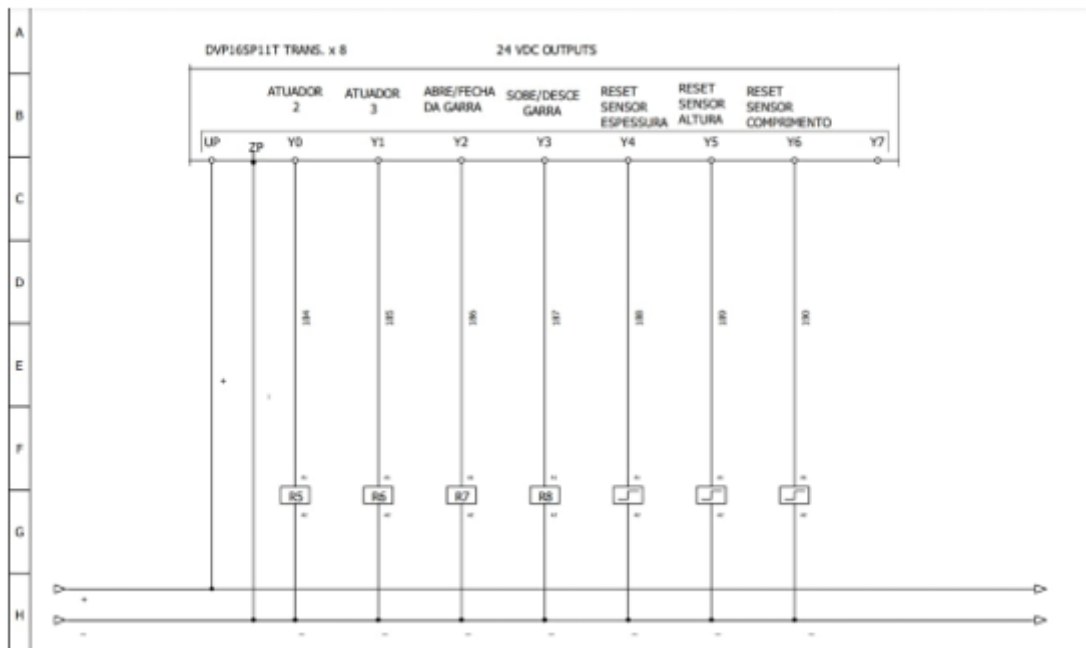 A
DVP16SP11T TRANS. x 8
24 VDC OUTPUTS
B
ATUADOR
2
ATUADOR
3
ABRE/FECHA
DA GARRA
SOBE/DESCE
GARRA
RESET
SENSOR
ESPESSURA
RESET
SENSOR
ALTURA
RESET
SENSOR
COMPRIMENTO
UP
ZP
Y0
Y1
Y2
Y3
Y4
Y5
Y6
Y7
C
D
184
185
186
187
188
189
190
E
+
F
R5
R6
R7
R8
G
H
+